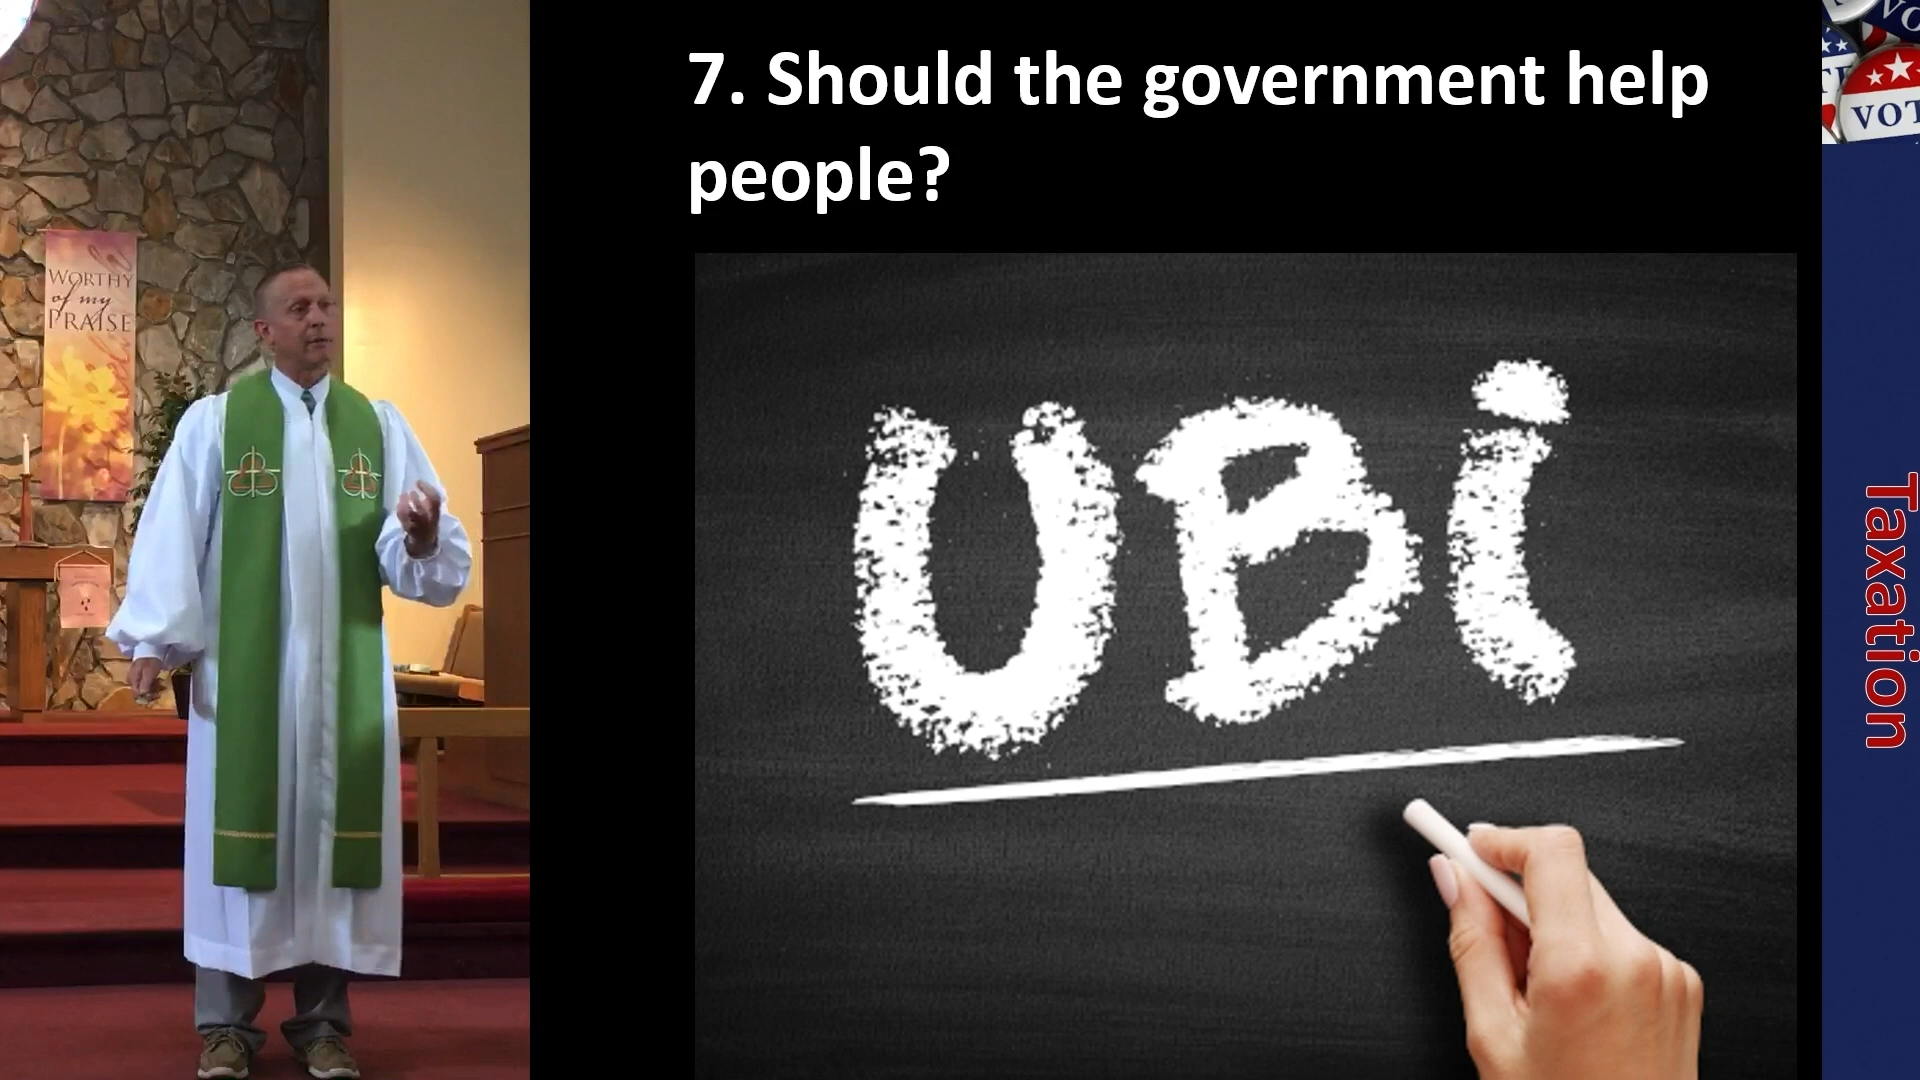 7. Should the government help
people?
WORTHY
of my
PRAISE
UBi
VOT
Taxation